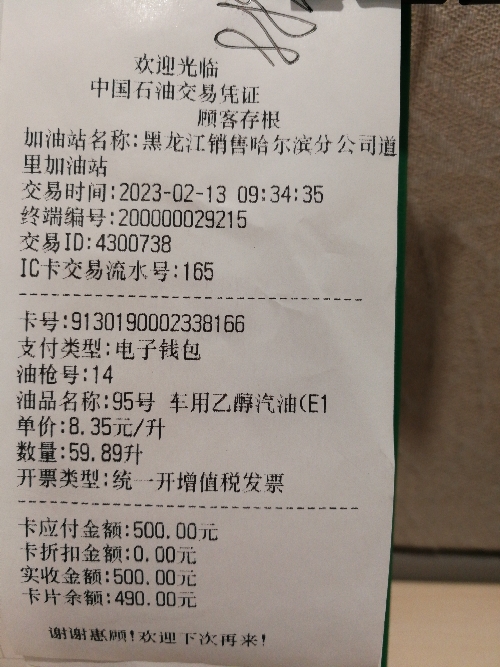 欢迎光临
中国石油交易凭证
顾客存根
加油站名称:黑龙江销售哈尔滨分公司道
里加油站
交易时间:2023-02-13 09:34:35
终端编号:200000029215
交易ID:4300738
IC卡交易流水号:165
卡号:9130190002338166
支付类型:电子钱包
油枪号:14
油品名称:95号 车用乙醇汽油(E1
单价:8.35元/升
数量:59.89升
开票类型:统一开增值税发票
卡应付金额:500.00元
卡折扣金额:0.00元
实收金额:500.00元
卡片余额:490.00元
谢谢惠顾!欢迎下次再来!